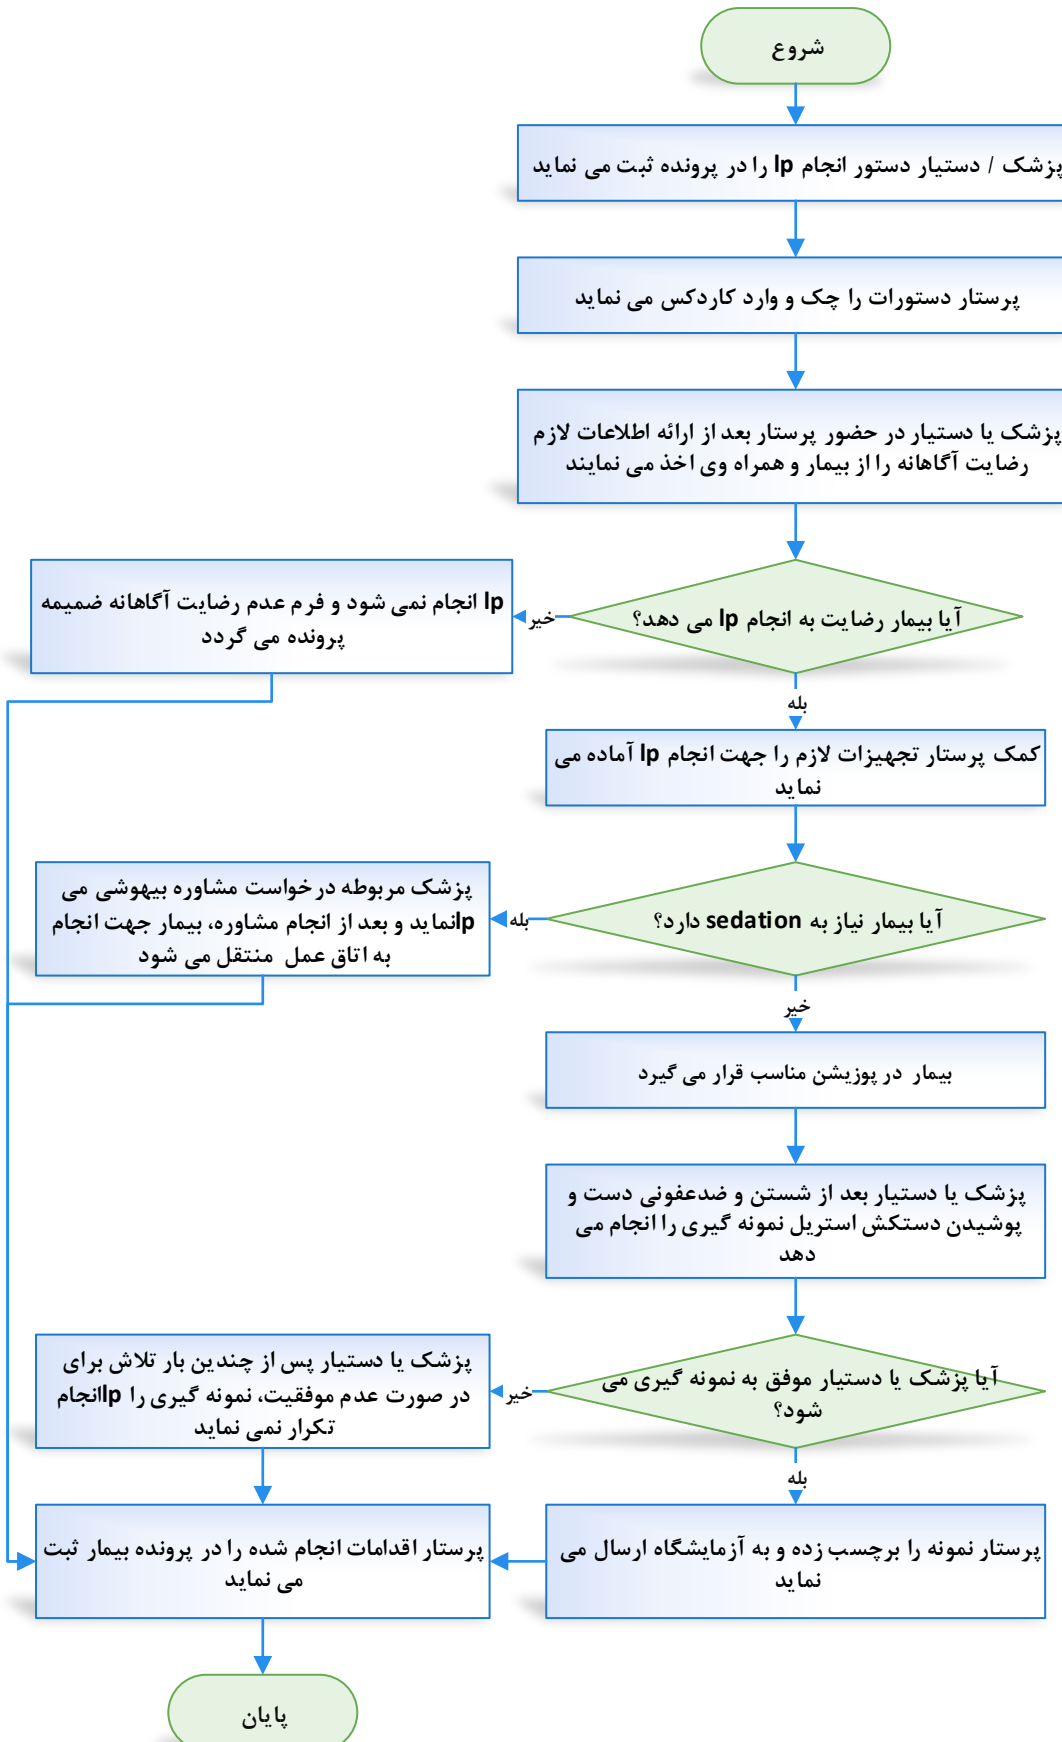 شروع
پزشک / دستیار دستور انجام lp را در پرونده ثبت می نماید
پرستار دستورات را چک و وارد کاردکس می نماید
پزشک یا دستیار در حضور پرستار بعد از ارائه اطلاعات لازم
رضایت آگاهانه را از بیمار و همراه وی اخذ می نمایند
آیا بیمار رضایت به انجام lp می دهد؟
خیر
lp انجام نمی شود و فرم عدم رضایت آگاهانه ضمیمه
پرونده می گردد
بله
کمک پرستار تجهیزات لازم را جهت انجام lp آماده می
نماید
آیا بیمار نیاز به sedation دارد؟
بله
پزشک مربوطه درخواست مشاوره بیهوشی می
نماید و بعد از انجام مشاوره، بیمار جهت انجام lp
به اتاق عمل منتقل می شود
خیر
بیمار در پوزیشن مناسب قرار می گیرد
پزشک یا دستیار بعد از شستن و ضدعفونی دست و
پوشیدن دستکش استریل نمونه گیری را انجام می
دهد
آیا پزشک یا دستیار موفق به نمونه گیری می
شود؟
خیر
پزشک یا دستیار پس از چندین بار تلاش برای
انجام lp در صورت عدم موفقیت، نمونه گیری را
تکرار نمی نماید
بله
پرستار نمونه را برچسب زده و به آزمایشگاه ارسال می
نماید
پرستار اقدامات انجام شده را در پرونده بیمار ثبت
می نماید
پایان